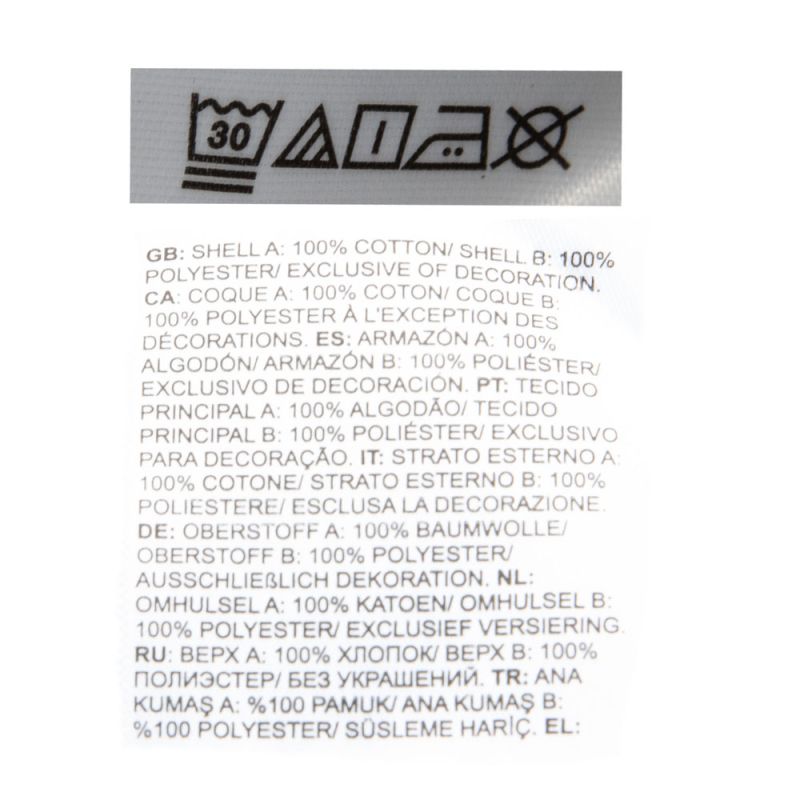 30
GB: SHELL A: 100% COTTON/ SHELL B: 100%
POLYESTER/ EXCLUSIVE OF DECORATION.
CA: COQUE A: 100% COTON/ COQUE B:
100% POLYESTER À L'EXCEPTION DES
DÉCORATIONS. ES: ARMAZÓN A: 100%
ALGODÓN/ ARMAZÓN B: 100% POLIÉSTER/
EXCLUSIVO DE DECORACIÓN. PT: TECIDO
PRINCIPAL A: 100% ALGODÃO/ TECIDO
PRINCIPAL B: 100% POLIÉSTER/ EXCLUSIVO
PARA DECORAÇÃO. IT: STRATO ESTERNO A:
100% COTONE/ STRATO ESTERNO B: 100%
POLIESTERE/ ESCLUSA LA DECORAZIONE.
DE: OBERSTOFF A: 100% BAUMWOLLE/
OBERSTOFF B: 100% POLYESTER/
AUSSCHLIEßLICH DEKORATION. NL:
OMHULSEL A: 100% KATOEN/ OMHULSEL B:
100% POLYESTER/ EXCLUSIEF VERSIERING.
RU: ВЕРХ А: 100% ХЛОПОК/ ВЕРХ В: 100%
ПОЛИЭСТЕР/ БЕЗ УКРАШЕНИЙ. TR: ANA
KUMAŞ A: %100 PAMUK/ ANA KUMAŞ B:
%100 POLYESTER/ SÜSLEME HARİÇ. EL: